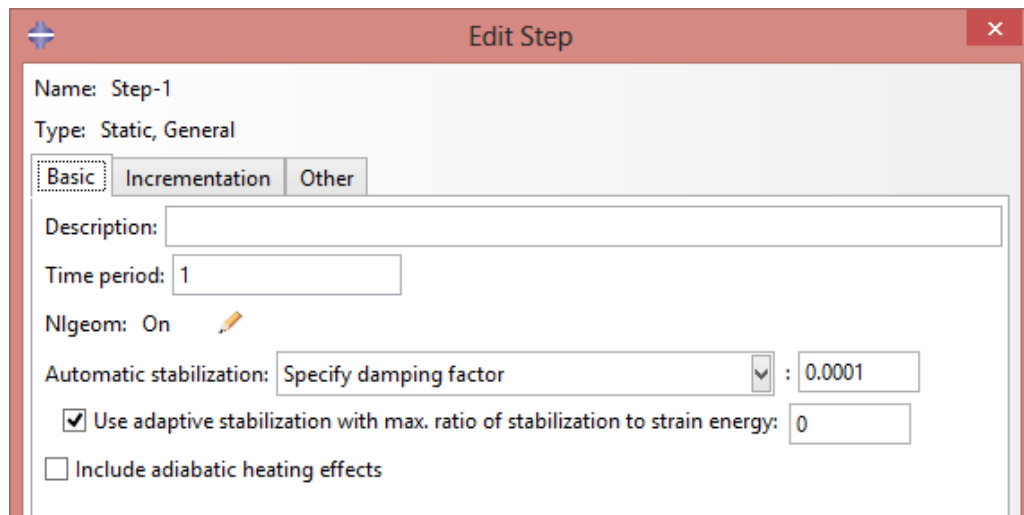 Edit Step
Name: Step-1
Type: Static, General
Basic Incrementation Other
Description:
Time period: 1
Nlgeom: On
Automatic stabilization: Specify damping factor : 0.0001
Use adaptive stabilization with max. ratio of stabilization to strain energy: 0
Include adiabatic heating effects